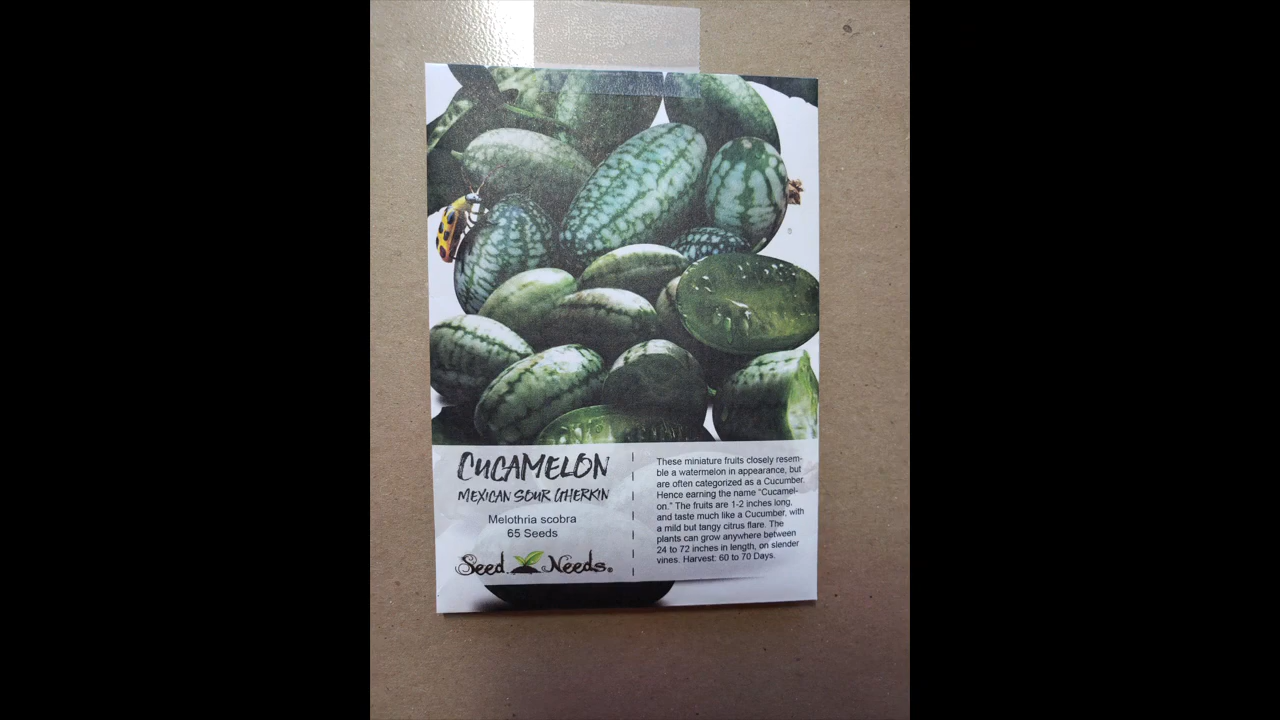 CUCAMELON
MEXICAN SOUR GHERKIN
Melothria scobra
65 Seeds
Seed Needs®
These miniature fruits closely resem-
ble a watermelon in appearance, but
are often categorized as a Cucumber.
Hence earning the name "Cucamel-
on." The fruits are 1-2 inches long,
and taste much like a Cucumber, with
a mild but tangy citrus flare. The
plants can grow anywhere between
24 to 72 inches in length, on slender
vines. Harvest: 60 to 70 Days.